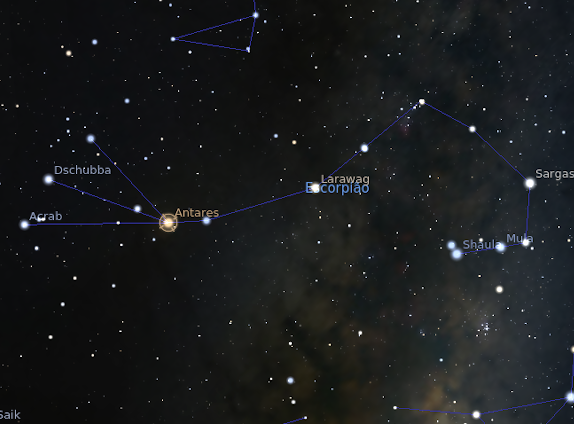 Dschubba
Acrab
Antares
Larawag
Escorpião
Sargas
Shaula
Mula
Saik